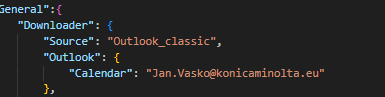 General":{
"Downloader": {
"Source": "Outlook_classic",
"Outlook": {
"Calendar": "Jan.Vasko@konicaminolta.eu"
},